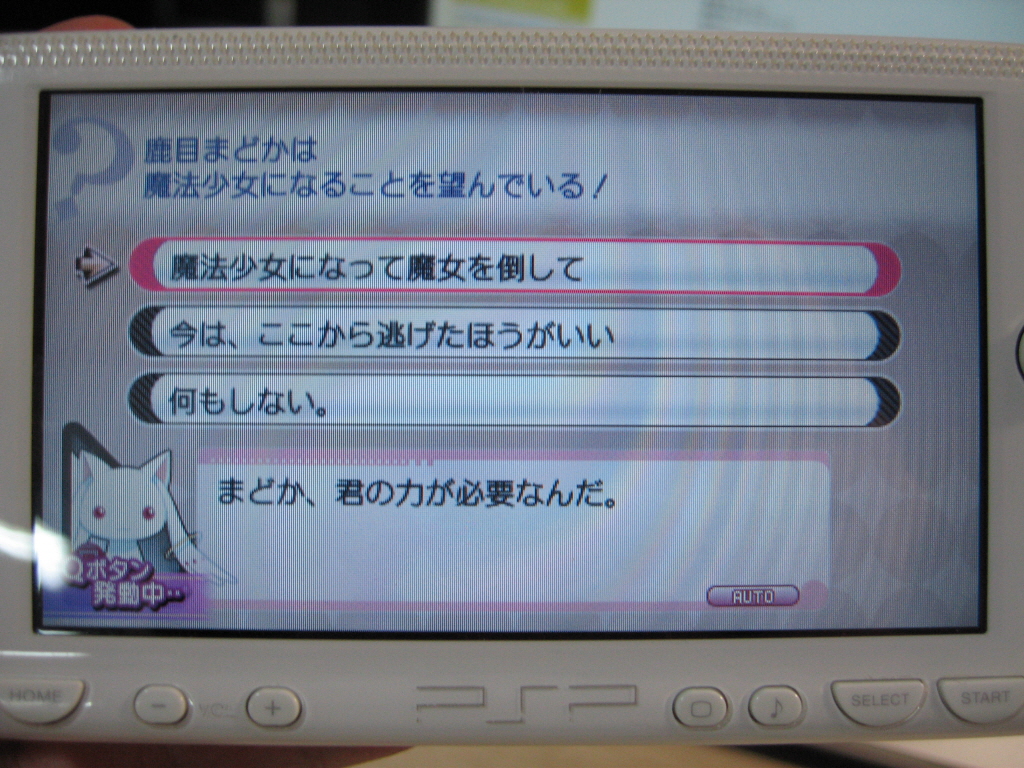 鹿目まどかは
魔法少女になることを望んでいる！
魔法少女になって魔女を倒して
今は、ここから逃げたほうがいい
何もしない。
まどか、君の力が必要なんだ。
Qボタン
発動中‥
AUTO
HOME
PSP
SELECT
START